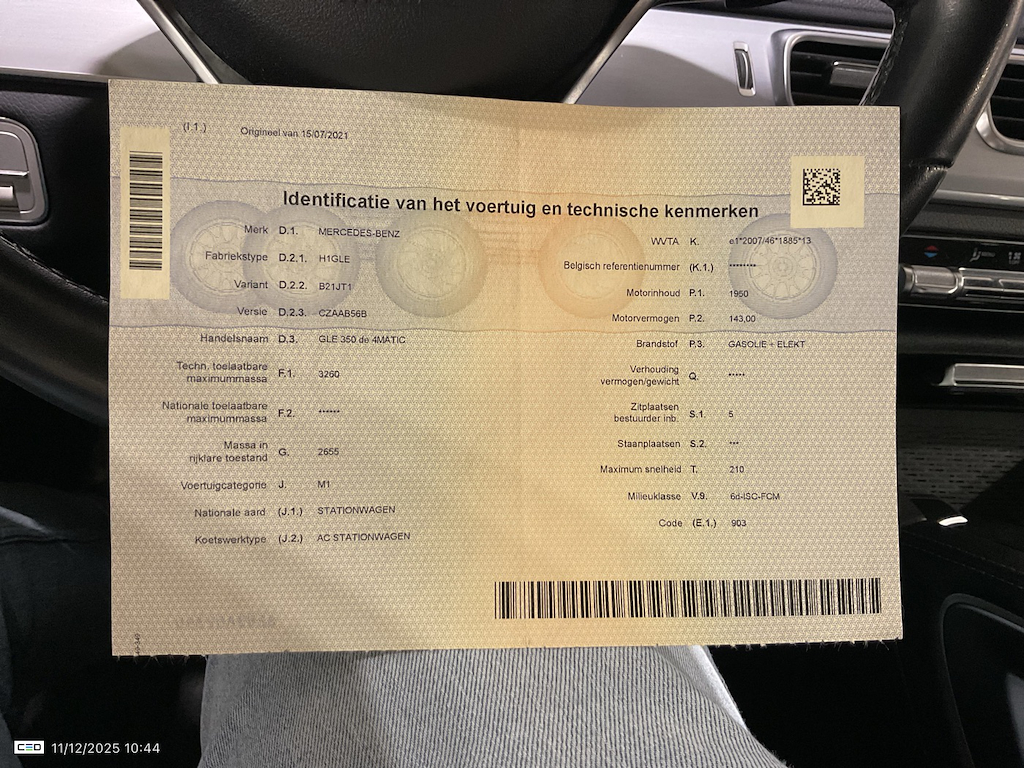 (I.1.) Origineel van 15/07/2021
Identificatie van het voertuig en technische kenmerken
Merk D.1. MERCEDES-BENZ
Fabriekstype D.2.1. H1GLE
Variant D.2.2. B21JT1
Versie D.2.3. CZAAB56B
Handelsnaam D.3. GLE 350 de 4MATIC
Techn. toelaatbare
maximummassa F.1. 3260
Nationale toelaatbare
maximummassa F.2. ******
Massa in
rijklare toestand G. 2655
Voertuigcategorie J. M1
Nationale aard (J.1.) STATIONWAGEN
Koetswerktype (J.2.) AC STATIONWAGEN
WVTA K. e1*2007/46*1885*13
Belgisch referentienummer (K.1.) ********
Motorinhoud P.1. 1950
Motorvermogen P.2. 143,00
Brandstof P.3. GASOLIE + ELEKT
Verhouding
vermogen/gewicht Q. *****
Zitplaatsen
bestuurder inb. S.1. 5
Staanplaatsen S.2. ***
Maximum snelheid T. 210
Milieuklasse V.9. 6d-ISC-FCM
Code (E.1.) 903
CEO 11/12/2025 10:44